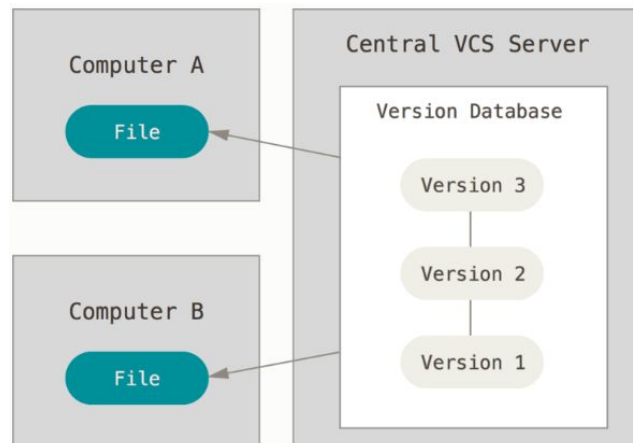 Computer A
File
Computer B
File
Central VCS Server
Version Database
Version 3
Version 2
Version 1